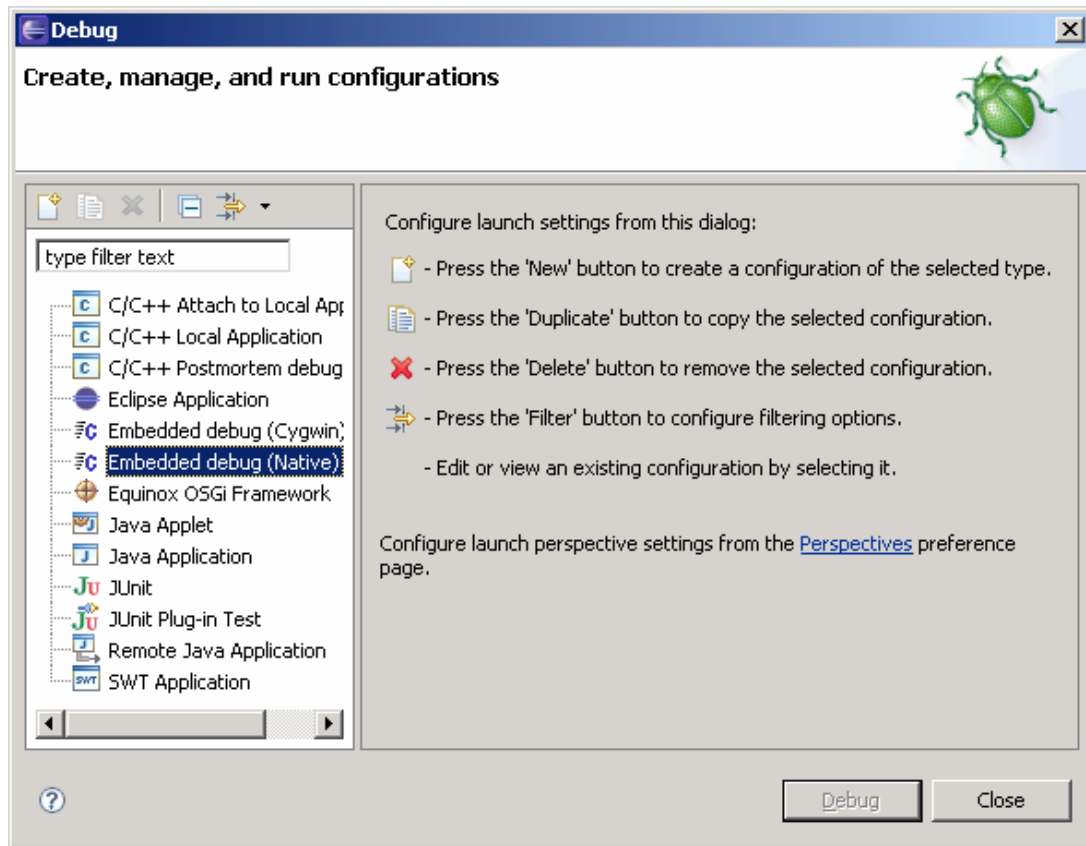 Debug
Create, manage, and run configurations
type filter text
C/C++ Attach to Local App
C/C++ Local Application
C/C++ Postmortem debug
Eclipse Application
Embedded debug (Cygwin)
Embedded debug (Native)
Equinox OSGi Framework
Java Applet
Java Application
JUnit
JUnit Plug-in Test
Remote Java Application
SWT Application
Configure launch settings from this dialog:
- Press the 'New' button to create a configuration of the selected type.
- Press the 'Duplicate' button to copy the selected configuration.
- Press the 'Delete' button to remove the selected configuration.
- Press the 'Filter' button to configure filtering options.
- Edit or view an existing configuration by selecting it.
Configure launch perspective settings from the Perspectives preference
page.
Debug
Close